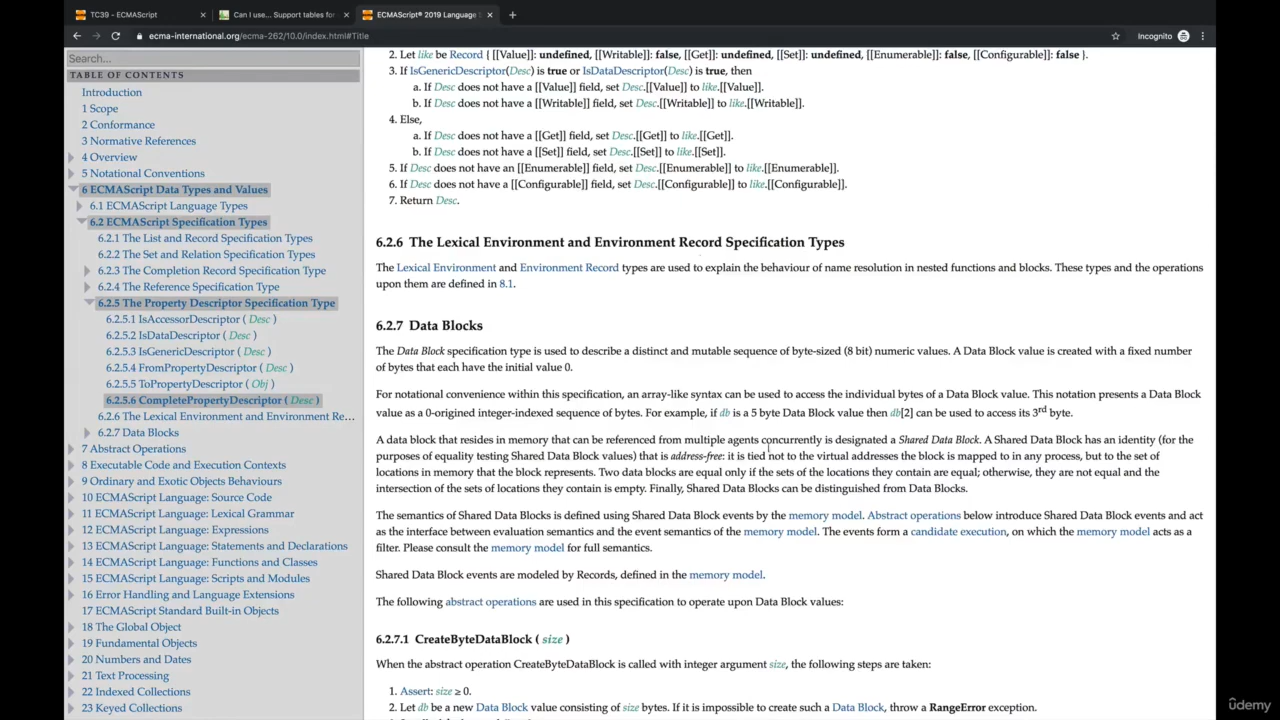 TC39 - ECMAScript
Can I use... Support tables for
ECMAScript® 2019 Language
ecma-international.org/ecma-262/10.0/index.html#Title
Incognito
Search...
TABLE OF CONTENTS
Introduction
1 Scope
2 Conformance
3 Normative References
4 Overview
5 Notational Conventions
6 ECMAScript Data Types and Values
6.1 ECMAScript Language Types
6.2 ECMAScript Specification Types
6.2.1 The List and Record Specification Types
6.2.2 The Set and Relation Specification Types
6.2.3 The Completion Record Specification Type
6.2.4 The Reference Specification Type
6.2.5 The Property Descriptor Specification Type
6.2.5.1 IsAccessorDescriptor ( Desc )
6.2.5.2 IsDataDescriptor ( Desc )
6.2.5.3 IsGenericDescriptor ( Desc )
6.2.5.4 FromPropertyDescriptor ( Desc )
6.2.5.5 ToPropertyDescriptor ( Obj )
6.2.5.6 CompletePropertyDescriptor ( Desc )
6.2.6 The Lexical Environment and Environment Re...
6.2.7 Data Blocks
7 Abstract Operations
8 Executable Code and Execution Contexts
9 Ordinary and Exotic Objects Behaviours
10 ECMAScript Language: Source Code
11 ECMAScript Language: Lexical Grammar
12 ECMAScript Language: Expressions
13 ECMAScript Language: Statements and Declarations
14 ECMAScript Language: Functions and Classes
15 ECMAScript Language: Scripts and Modules
16 Error Handling and Language Extensions
17 ECMAScript Standard Built-in Objects
18 The Global Object
19 Fundamental Objects
20 Numbers and Dates
21 Text Processing
22 Indexed Collections
23 Keyed Collections
2. Let like be Record { [[Value]]: undefined, [[Writable]]: false, [[Get]]: undefined, [[Set]]: undefined, [[Enumerable]]: false, [[Configurable]]: false }.
3. If IsGenericDescriptor(Desc) is true or IsDataDescriptor(Desc) is true, then
a. If Desc does not have a [[Value]] field, set Desc.[[Value]] to like.[[Value]].
b. If Desc does not have a [[Writable]] field, set Desc.[[Writable]] to like.[[Writable]].
4. Else,
a. If Desc does not have a [[Get]] field, set Desc.[[Get]] to like.[[Get]].
b. If Desc does not have a [[Set]] field, set Desc.[[Set]] to like.[[Set]].
5. If Desc does not have an [[Enumerable]] field, set Desc.[[Enumerable]] to like.[[Enumerable]].
6. If Desc does not have a [[Configurable]] field, set Desc.[[Configurable]] to like.[[Configurable]].
7. Return Desc.
6.2.6 The Lexical Environment and Environment Record Specification Types
The Lexical Environment and Environment Record types are used to explain the behaviour of name resolution in nested functions and blocks. These types and the operations
upon them are defined in 8.1.
6.2.7 Data Blocks
The Data Block specification type is used to describe a distinct and mutable sequence of byte-sized (8 bit) numeric values. A Data Block value is created with a fixed number
of bytes that each have the initial value 0.
For notational convenience within this specification, an array-like syntax can be used to access the individual bytes of a Data Block value. This notation presents a Data Block
value as a 0-origined integer-indexed sequence of bytes. For example, if db is a 5 byte Data Block value then db[2] can be used to access its 3rd byte.
A data block that resides in memory that can be referenced from multiple agents concurrently is designated a Shared Data Block. A Shared Data Block has an identity (for the
purposes of equality testing Shared Data Block values) that is address-free: it is tied not to the virtual addresses the block is mapped to in any process, but to the set of
locations in memory that the block represents. Two data blocks are equal only if the sets of the locations they contain are equal; otherwise, they are not equal and the
intersection of the sets of locations they contain is empty. Finally, Shared Data Blocks can be distinguished from Data Blocks.
The semantics of Shared Data Blocks is defined using Shared Data Block events by the memory model. Abstract operations below introduce Shared Data Block events and act
as the interface between evaluation semantics and the event semantics of the memory model. The events form a candidate execution, on which the memory model acts as a
filter. Please consult the memory model for full semantics.
Shared Data Block events are modeled by Records, defined in the memory model.
The following abstract operations are used in this specification to operate upon Data Block values:
6.2.7.1 CreateByteDataBlock ( size )
When the abstract operation CreateByteDataBlock is called with integer argument size, the following steps are taken:
1. Assert: size ≥ 0.
2. Let db be a new Data Block value consisting of size bytes. If it is impossible to create such a Data Block, throw a RangeError exception.
ûdemy